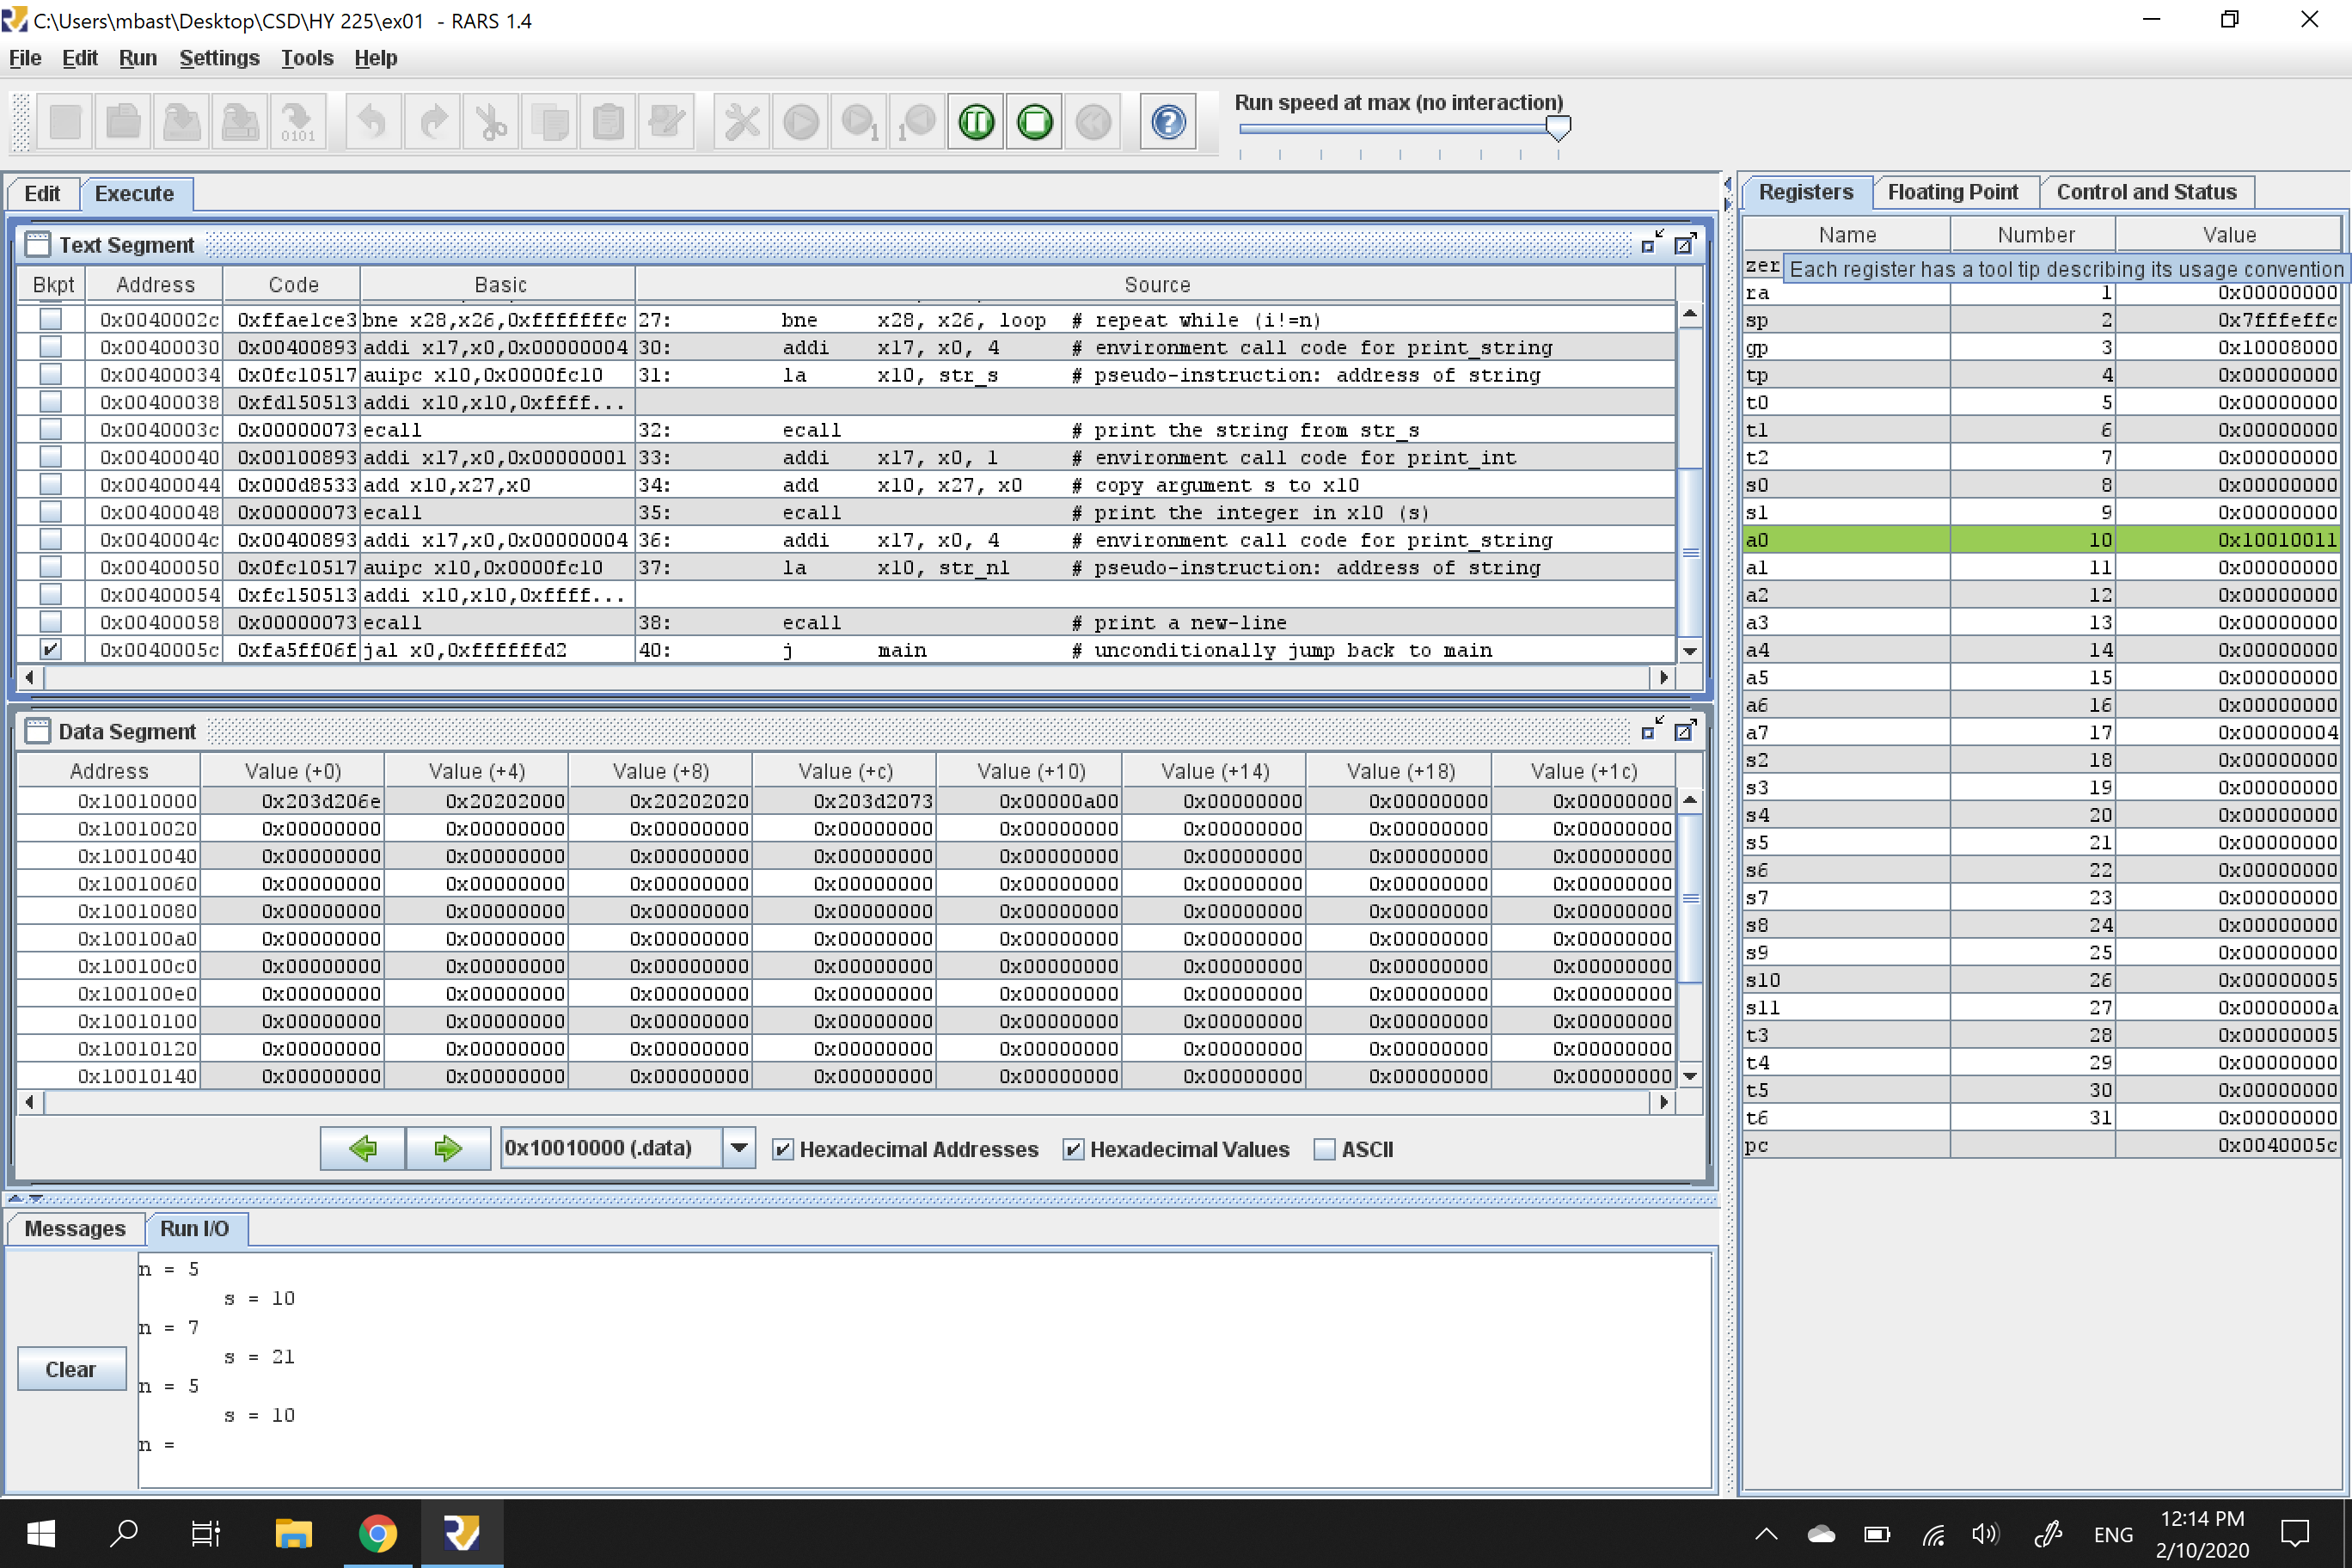 C:\Users\mbast\Desktop\CSD\HY 225\ex01 - RARS 1.4
File Edit Run Settings Tools Help
Run speed at max (no interaction)
Edit Execute
Text Segment
Bkpt Address Code Basic Source
0x0040002c 0xffae1ce3 bne x28,x26,0xfffffffc 27: bne x28, x26, loop # repeat while (i!=n)
0x00400030 0x00400893 addi x17,x0,0x00000004 30: addi x17, x0, 4 # environment call code for print_string
0x00400034 0x0fc10517 auipc x10,0x0000fc10 31: la x10, str_s # pseudo-instruction: address of string
0x00400038 0xfd150513 addi x10,x10,0xffff...
0x0040003c 0x00000073 ecall 32: ecall # print the string from str_s
0x00400040 0x00100893 addi x17,x0,0x00000001 33: addi x17, x0, 1 # environment call code for print_int
0x00400044 0x000d8533 add x10,x27,x0 34: add x10, x27, x0 # copy argument s to x10
0x00400048 0x00000073 ecall 35: ecall # print the integer in x10 (s)
0x0040004c 0x00400893 addi x17,x0,0x00000004 36: addi x17, x0, 4 # environment call code for print_string
0x00400050 0x0fc10517 auipc x10,0x0000fc10 37: la x10, str_nl # pseudo-instruction: address of string
0x00400054 0xfc150513 addi x10,x10,0xffff...
0x00400058 0x00000073 ecall 38: ecall # print a new-line
0x0040005c 0xfa5ff06f jal x0,0xffffffd2 40: j main # unconditionally jump back to main
Data Segment
Address Value (+0) Value (+4) Value (+8) Value (+c) Value (+10) Value (+14) Value (+18) Value (+1c)
0x10010000 0x203d206e 0x20202000 0x20202020 0x203d2073 0x00000a00 0x00000000 0x00000000 0x00000000
0x10010020 0x00000000 0x00000000 0x00000000 0x00000000 0x00000000 0x00000000 0x00000000 0x00000000
0x10010040 0x00000000 0x00000000 0x00000000 0x00000000 0x00000000 0x00000000 0x00000000 0x00000000
0x10010060 0x00000000 0x00000000 0x00000000 0x00000000 0x00000000 0x00000000 0x00000000 0x00000000
0x10010080 0x00000000 0x00000000 0x00000000 0x00000000 0x00000000 0x00000000 0x00000000 0x00000000
0x100100a0 0x00000000 0x00000000 0x00000000 0x00000000 0x00000000 0x00000000 0x00000000 0x00000000
0x100100c0 0x00000000 0x00000000 0x00000000 0x00000000 0x00000000 0x00000000 0x00000000 0x00000000
0x100100e0 0x00000000 0x00000000 0x00000000 0x00000000 0x00000000 0x00000000 0x00000000 0x00000000
0x10010100 0x00000000 0x00000000 0x00000000 0x00000000 0x00000000 0x00000000 0x00000000 0x00000000
0x10010120 0x00000000 0x00000000 0x00000000 0x00000000 0x00000000 0x00000000 0x00000000 0x00000000
0x10010140 0x00000000 0x00000000 0x00000000 0x00000000 0x00000000 0x00000000 0x00000000 0x00000000
0x10010000 (.data) Hexadecimal Addresses Hexadecimal Values ASCII
Messages Run I/O
Clear
n = 5
s = 10
n = 7
s = 21
n = 5
s = 10
n =
Registers Floating Point Control and Status
Name Number Value
zer Each register has a tool tip describing its usage convention
ra 1 0x00000000
sp 2 0x7fffeffc
gp 3 0x10008000
tp 4 0x00000000
t0 5 0x00000000
t1 6 0x00000000
t2 7 0x00000000
s0 8 0x00000000
s1 9 0x00000000
a0 10 0x10010011
a1 11 0x00000000
a2 12 0x00000000
a3 13 0x00000000
a4 14 0x00000000
a5 15 0x00000000
a6 16 0x00000000
a7 17 0x00000004
s2 18 0x00000000
s3 19 0x00000000
s4 20 0x00000000
s5 21 0x00000000
s6 22 0x00000000
s7 23 0x00000000
s8 24 0x00000000
s9 25 0x00000000
s10 26 0x00000005
s11 27 0x0000000a
t3 28 0x00000005
t4 29 0x00000000
t5 30 0x00000000
t6 31 0x00000000
pc 0x0040005c
ENG
12:14 PM
2/10/2020